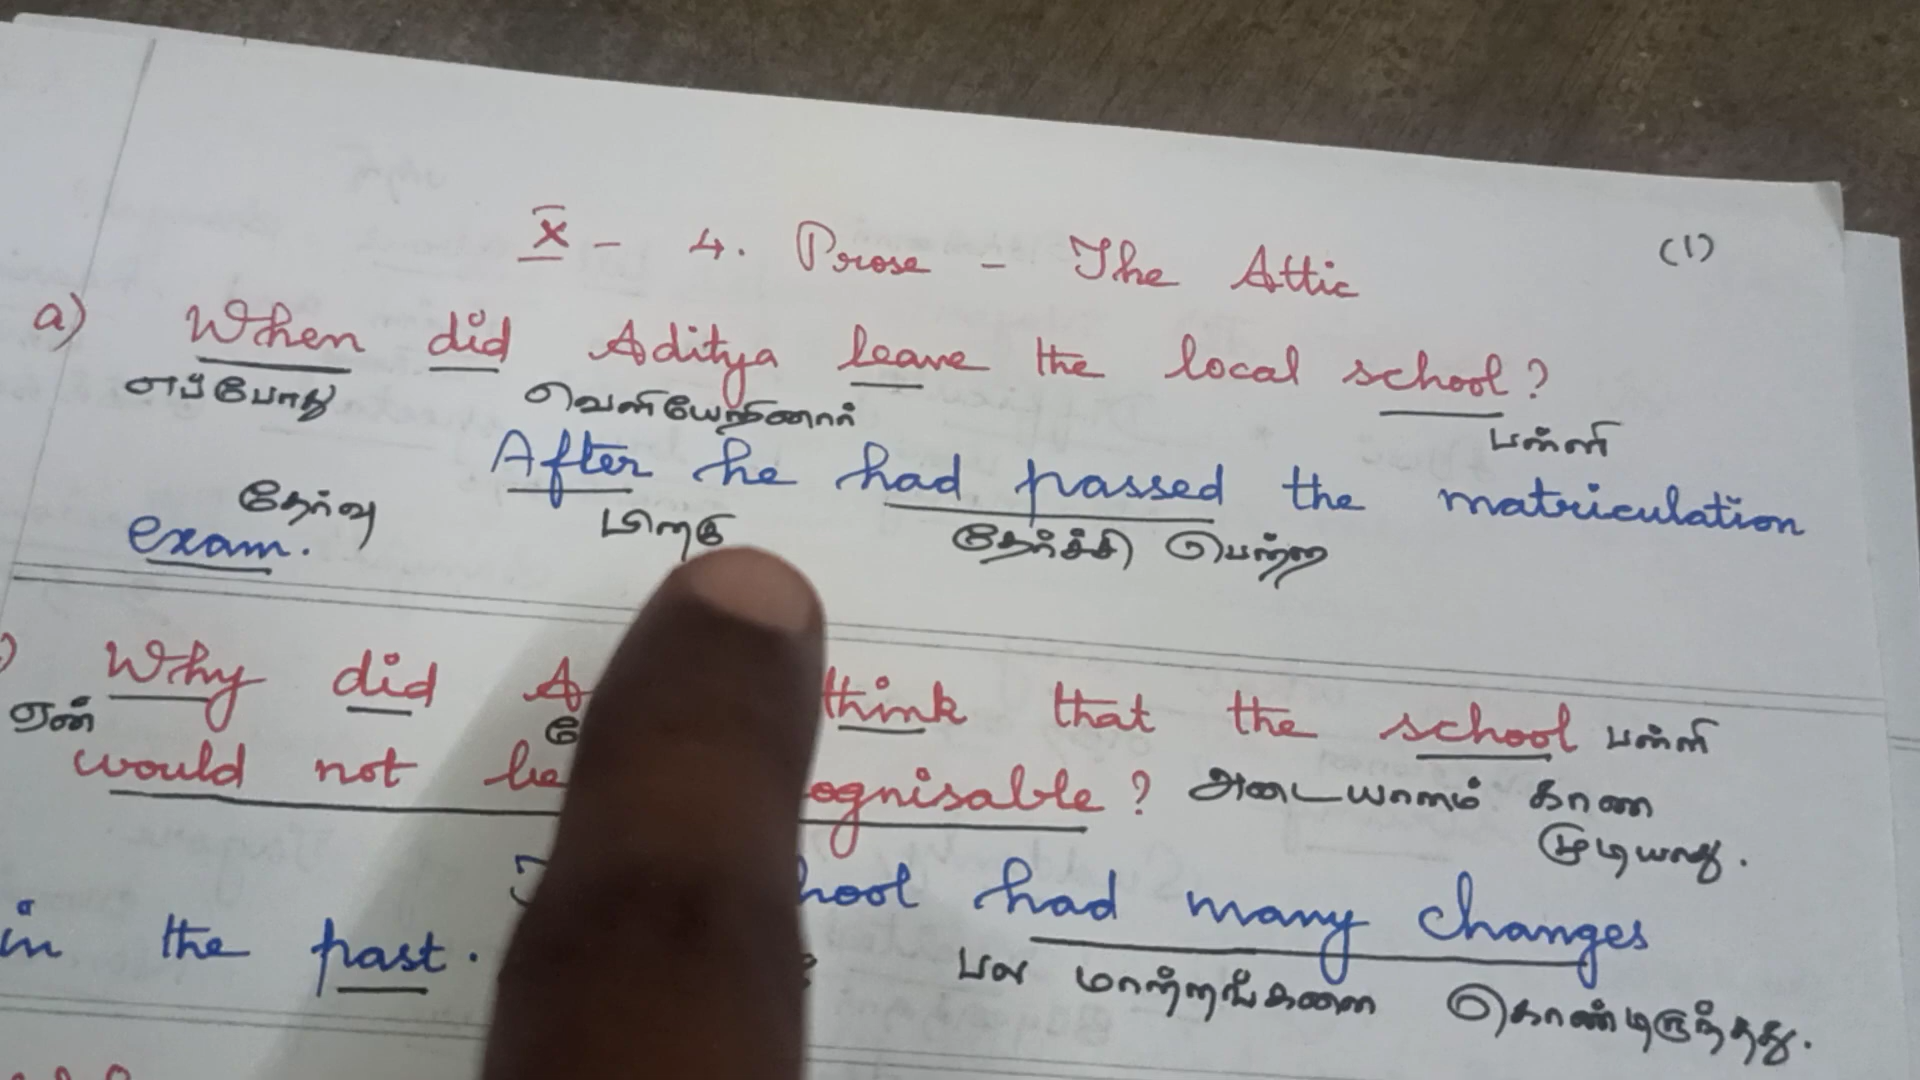 X - 4. Prose - The Attic
(1)
a) When did Aditya leave the local school?
எப்போது வெளியேறினார் பள்ளி
After he had passed the matriculation
தேர்வு பிறகு தேர்ச்சி பெற்ற
exam.
) Why did think that the school பள்ளி
ஏன்
would not be ognisable? அடையாளம் காண
முடியாது.
hool had many changes
in the past.
பல மாற்றங்களை கொண்டிருந்தது.